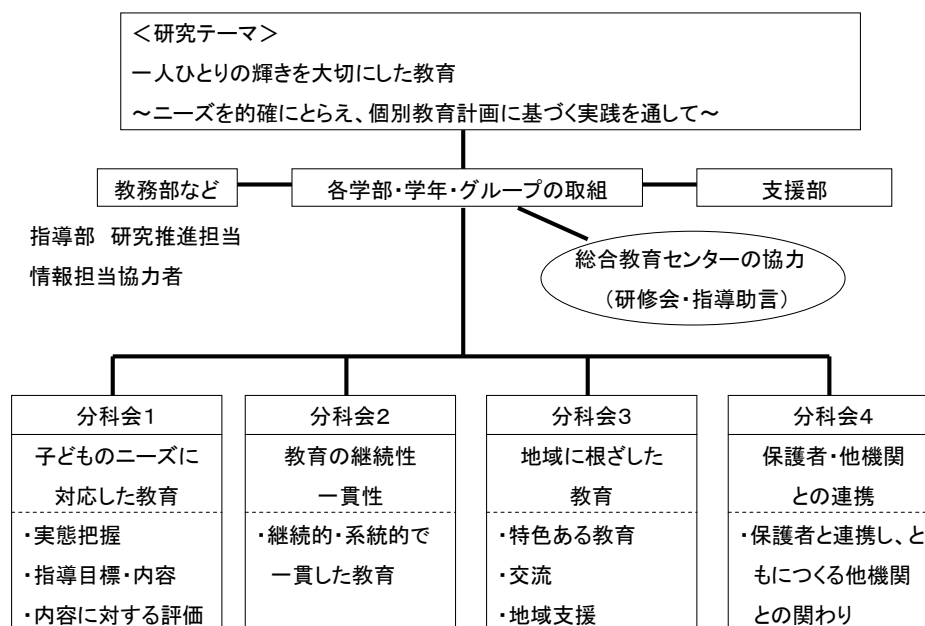 <研究テーマ>
一人ひとりの輝きを大切にした教育
~ニーズを的確にとらえ、個別教育計画に基づく実践を通して~
教務部など
各学部・学年・グループの取組
支援部
指導部 研究推進担当
情報担当協力者
総合教育センターの協力
(研修会・指導助言)
分科会1
子どものニーズに
対応した教育
・実態把握
・指導目標・内容
・内容に対する評価
分科会2
教育の継続性
一貫性
・継続的・系統的で
一貫した教育
分科会3
地域に根ざした
教育
・特色ある教育
・交流
・地域支援
分科会4
保護者・他機関
との連携
・保護者と連携し、と
もにつくる他機関
との関わり